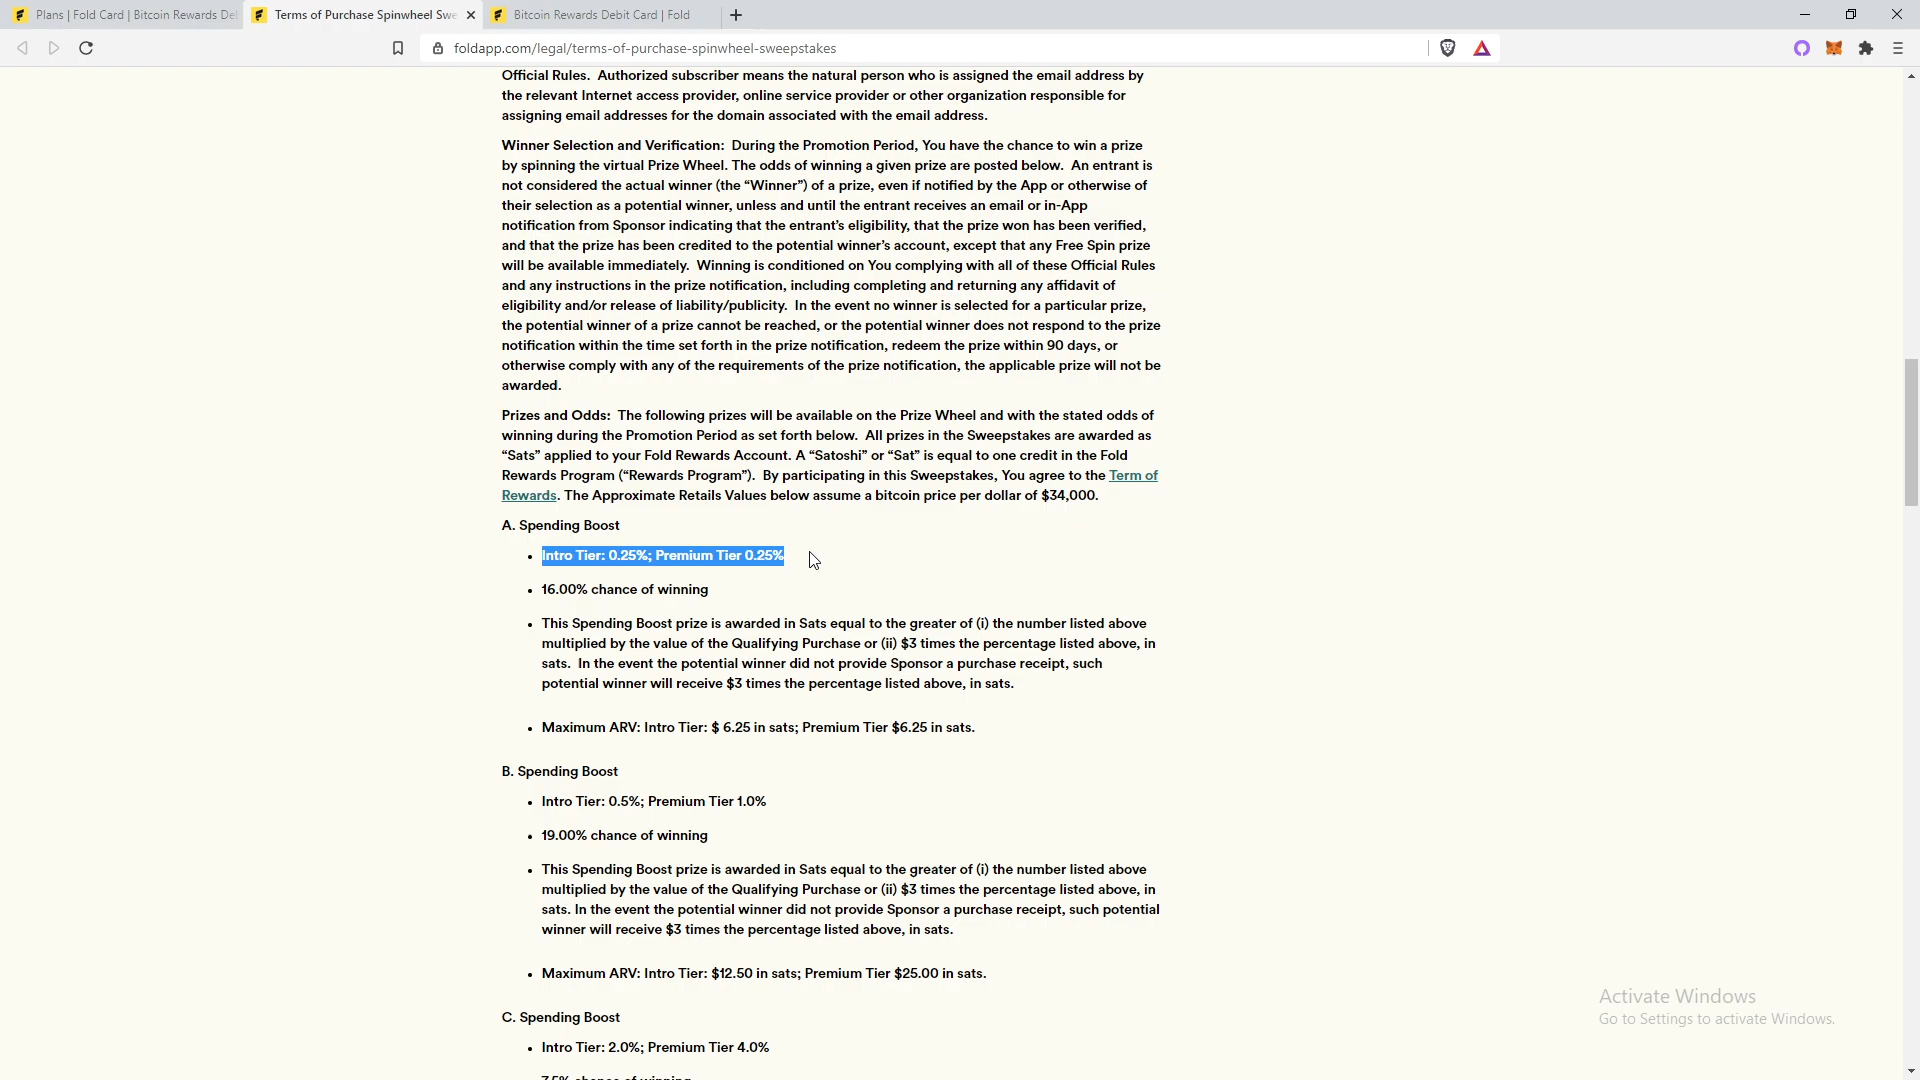 Plans | Fold Card | Bitcoin Rewards De
Terms of Purchase Spinwheel Swe
Bitcoin Rewards Debit Card | Fold
foldapp.com/legal/terms-of-purchase-spinwheel-sweepstakes
Official Rules. Authorized subscriber means the natural person who is assigned the email address by
the relevant Internet access provider, online service provider or other organization responsible for
assigning email addresses for the domain associated with the email address.
Winner Selection and Verification: During the Promotion Period, You have the chance to win a prize
by spinning the virtual Prize Wheel. The odds of winning a given prize are posted below. An entrant is
not considered the actual winner (the “Winner”) of a prize, even if notified by the App or otherwise of
their selection as a potential winner, unless and until the entrant receives an email or in-App
notification from Sponsor indicating that the entrant’s eligibility, that the prize won has been verified,
and that the prize has been credited to the potential winner’s account, except that any Free Spin prize
will be available immediately. Winning is conditioned on You complying with all of these Official Rules
and any instructions in the prize notification, including completing and returning any affidavit of
eligibility and/or release of liability/publicity. In the event no winner is selected for a particular prize,
the potential winner of a prize cannot be reached, or the potential winner does not respond to the prize
notification within the time set forth in the prize notification, redeem the prize within 90 days, or
otherwise comply with any of the requirements of the prize notification, the applicable prize will not be
awarded.
Prizes and Odds: The following prizes will be available on the Prize Wheel and with the stated odds of
winning during the Promotion Period as set forth below. All prizes in the Sweepstakes are awarded as
“Sats” applied to your Fold Rewards Account. A “Satoshi” or “Sat” is equal to one credit in the Fold
Rewards Program (“Rewards Program”). By participating in this Sweepstakes, You agree to the Term of
Rewards. The Approximate Retails Values below assume a bitcoin price per dollar of $34,000.
A. Spending Boost
• Intro Tier: 0.25%; Premium Tier 0.25%
• 16.00% chance of winning
• This Spending Boost prize is awarded in Sats equal to the greater of (i) the number listed above
multiplied by the value of the Qualifying Purchase or (ii) $3 times the percentage listed above, in
sats. In the event the potential winner did not provide Sponsor a purchase receipt, such
potential winner will receive $3 times the percentage listed above, in sats.
• Maximum ARV: Intro Tier: $ 6.25 in sats; Premium Tier $6.25 in sats.
B. Spending Boost
• Intro Tier: 0.5%; Premium Tier 1.0%
• 19.00% chance of winning
• This Spending Boost prize is awarded in Sats equal to the greater of (i) the number listed above
multiplied by the value of the Qualifying Purchase or (ii) $3 times the percentage listed above, in
sats. In the event the potential winner did not provide Sponsor a purchase receipt, such potential
winner will receive $3 times the percentage listed above, in sats.
• Maximum ARV: Intro Tier: $12.50 in sats; Premium Tier $25.00 in sats.
C. Spending Boost
• Intro Tier: 2.0%; Premium Tier 4.0%
7.5% chance of winning
Activate Windows
Go to Settings to activate Windows.